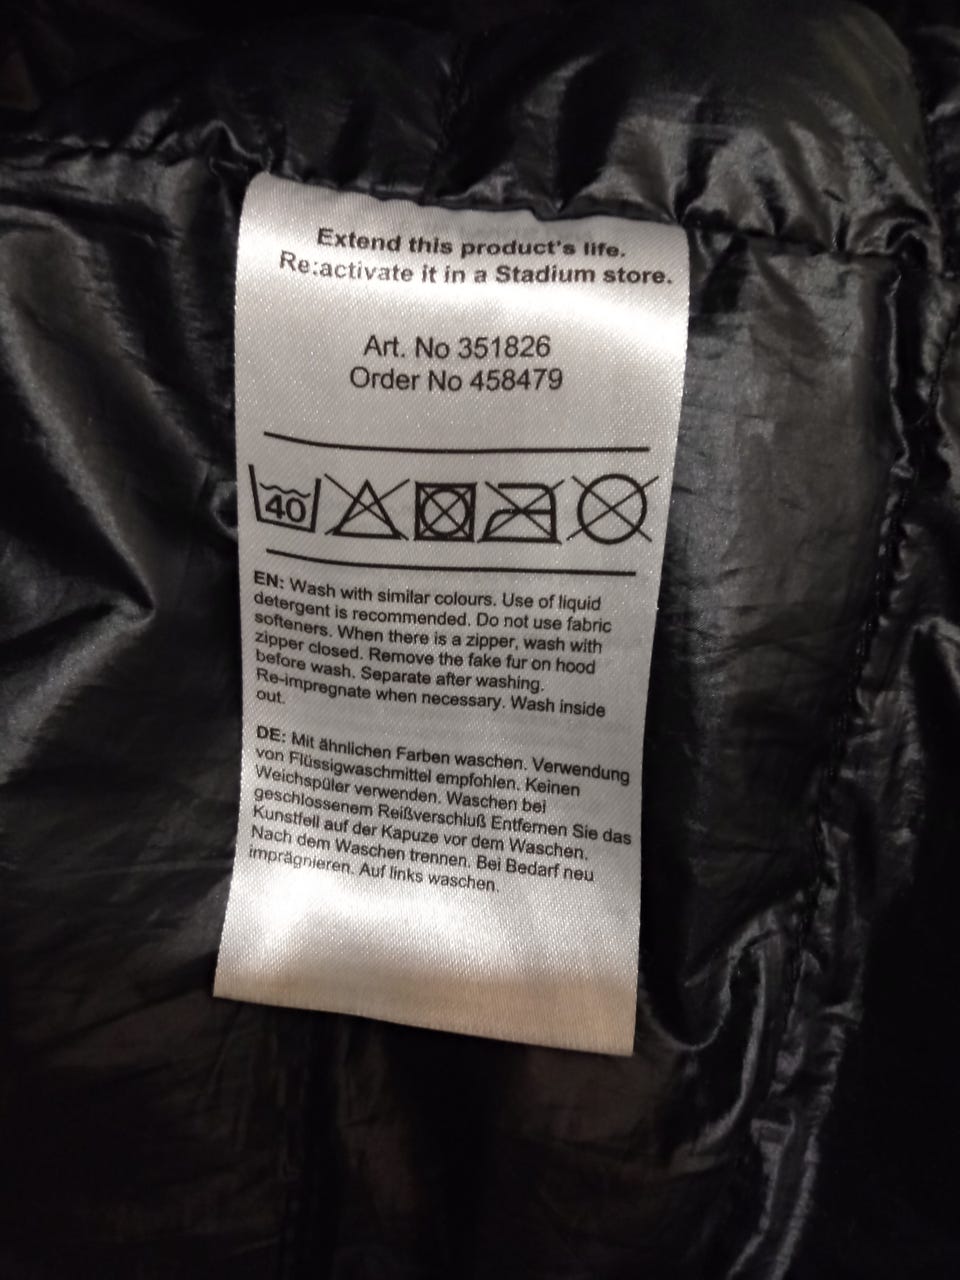 Extend this product's life.
Re:activate it in a Stadium store.
Art. No 351826
Order No 458479
40
EN: Wash with similar colours. Use of liquid
detergent is recommended. Do not use fabric
softeners. When there is a zipper, wash with
zipper closed. Remove the fake fur on hood
before wash. Separate after washing.
Re-impregnate when necessary. Wash inside
out.
DE: Mit ähnlichen Farben waschen. Verwendung
von Flüssigwaschmittel empfohlen. Keinen
Weichspüler verwenden. Waschen bei
geschlossenem Reißverschluß Entfernen Sie das
Kunstfell auf der Kapuze vor dem Waschen.
Nach dem Waschen trennen. Bei Bedarf neu
imprägnieren. Auf links waschen.